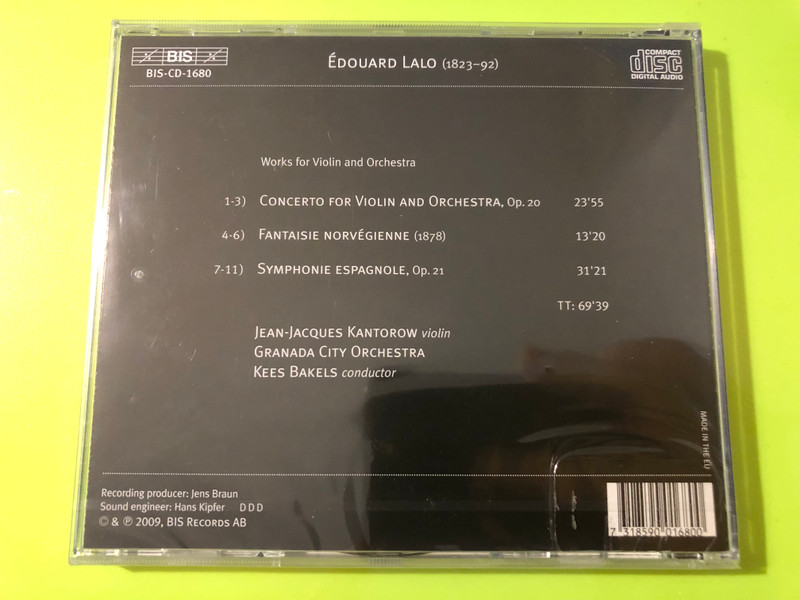 BIS
BIS-CD-1680
ÉDOUARD LALO (1823–92)
COMPACT
disc
DIGITAL AUDIO
Works for Violin and Orchestra
1-3) CONCERTO FOR VIOLIN AND ORCHESTRA, Op. 20 23'55
4-6) FANTAISIE NORVÉGIENNE (1878) 13'20
7-11) SYMPHONIE ESPAGNOLE, Op. 21 31'21
TT: 69'39
JEAN-JACQUES KANTOROW violin
GRANADA CITY ORCHESTRA
KEES BAKELS conductor
MADE IN THE EU
Recording producer: Jens Braun
Sound engineer: Hans Kipfer D D D
© & ℗ 2009, BIS RECORDS AB
7 318590 016800